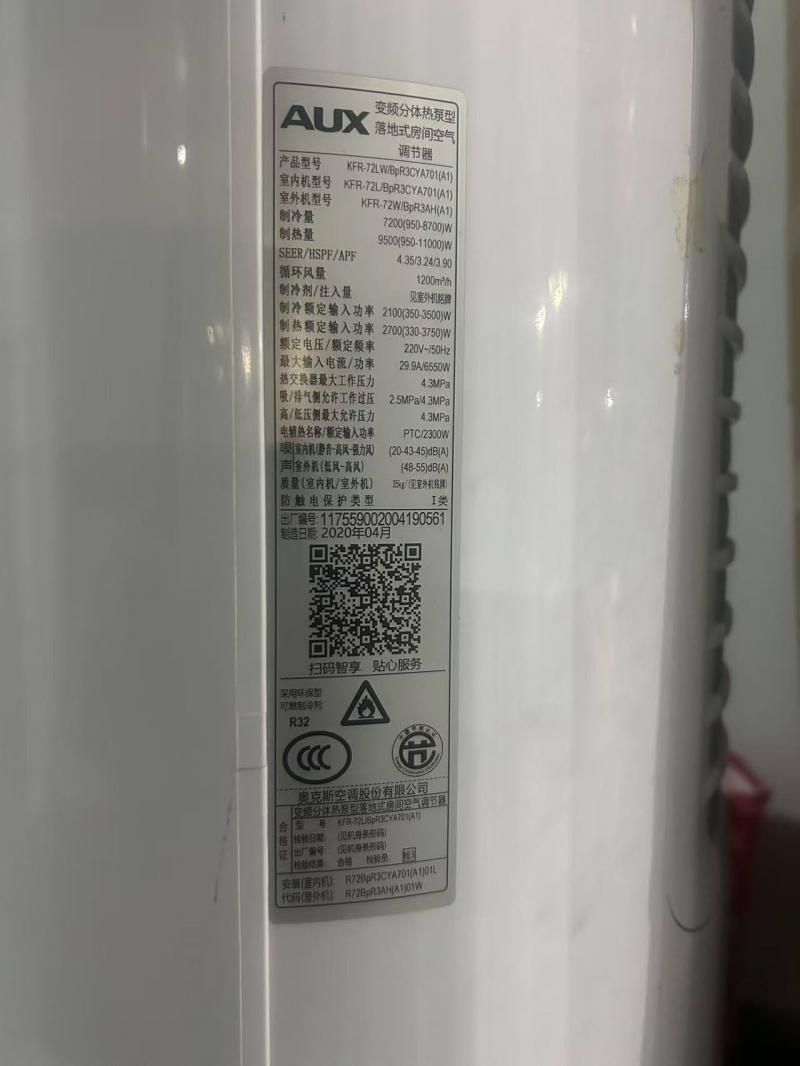 AUX 变频分体热泵型
落地式房间空气
调节器
产品型号 KFR-72LW/BpR3CYA701(A1)
室内机型号 KFR-72L/BpR3CYA701(A1)
室外机型号 KFR-72W/BpR3AH(A1)
制冷量 7200(950-8700)W
制热量 9500(950-11000)W
SEER/HSPF/APF 4.35/3.24/3.90
循环风量 1200m³/h
制冷剂/注入量 见室外机铭牌
制冷额定输入功率 2100(350-3500)W
制热额定输入功率 2700(330-3750)W
额定电压/额定频率 220V~/50Hz
最大输入电流/功率 29.9A/6550W
热交换器最大工作压力 4.3MPa
吸/排气侧允许工作过压 2.5MPa/4.3MPa
高/低压侧最大允许压力 4.3MPa
电辅热名称/额定输入功率 PTC/2300W
噪声 室内机(静音-高风-强力风) (20-43-45)dB(A)
室外机(低风-高风) (48-55)dB(A)
质量(室内机/室外机) 35kg/(见室外机铭牌)
防触电保护类型 I类
出厂编号: 117559002004190561
制造日期: 2020年04月
扫码智享 贴心服务
采用环保型
可燃制冷剂:
R32
CCC
奥克斯空调股份有限公司
合格证
变频分体热泵型落地式房间空气调节器
型 号 KFR-72L/BpR3CYA701(A1)
检验日期: (见机身条形码)
出厂编号: (见机身条形码)
检验结果: 合格 检验员: 检3
安装(室内机): R72BpR3CYA701(A1)01L
代码(室外机): R72BpR3AH(A1)01W